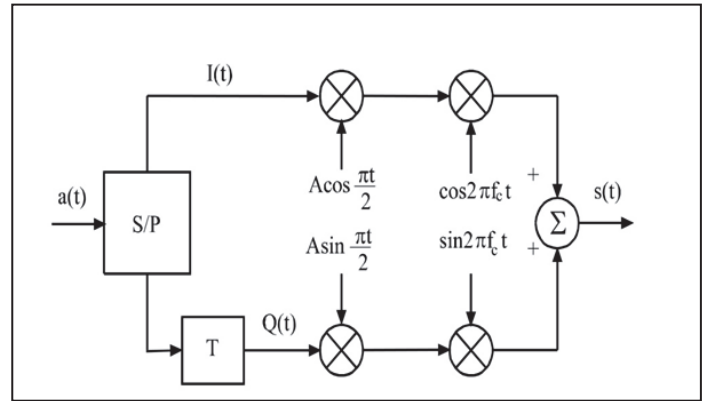 I(t)
a(t)
S/P
Acos πt/2
cos2πf_c t
+
s(t)
Σ
Asin πt/2
sin2πf_c t
+
T
Q(t)